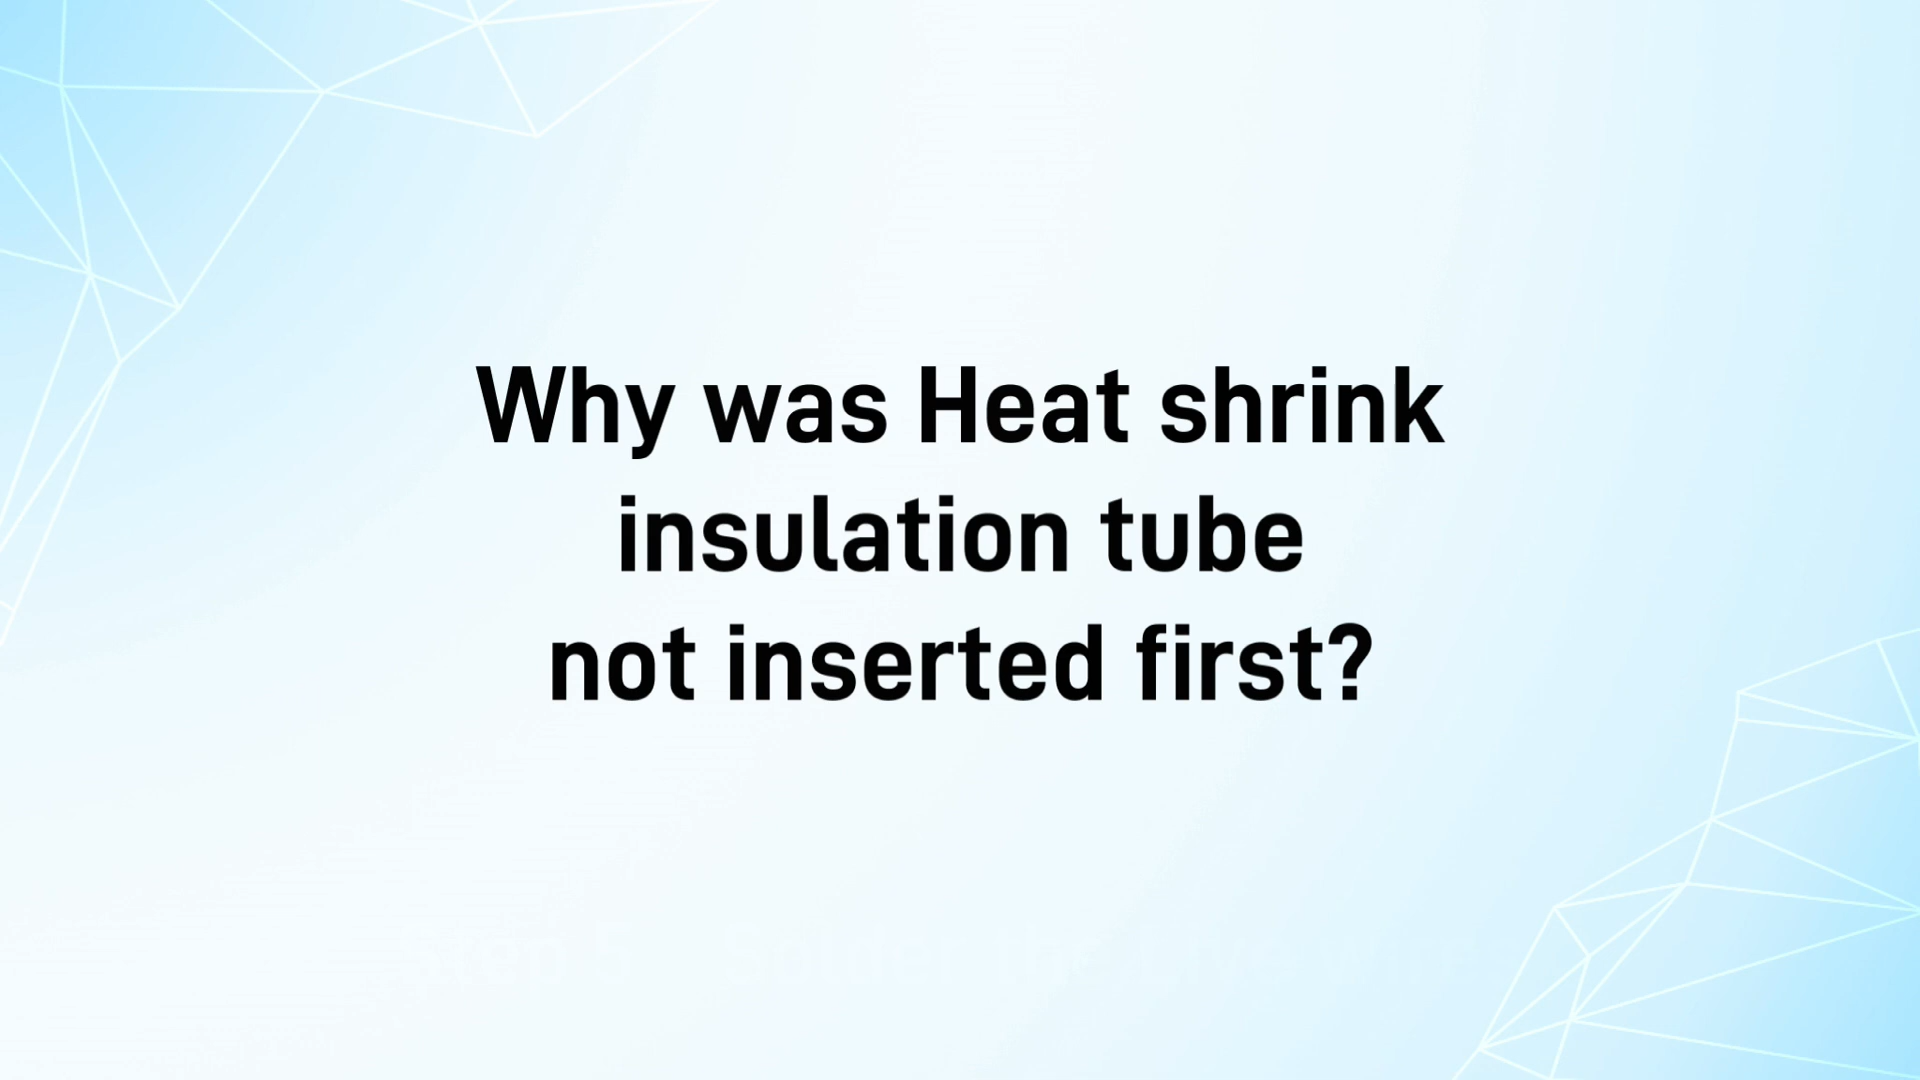 Why was Heat shrink
insulation tube
not inserted first?